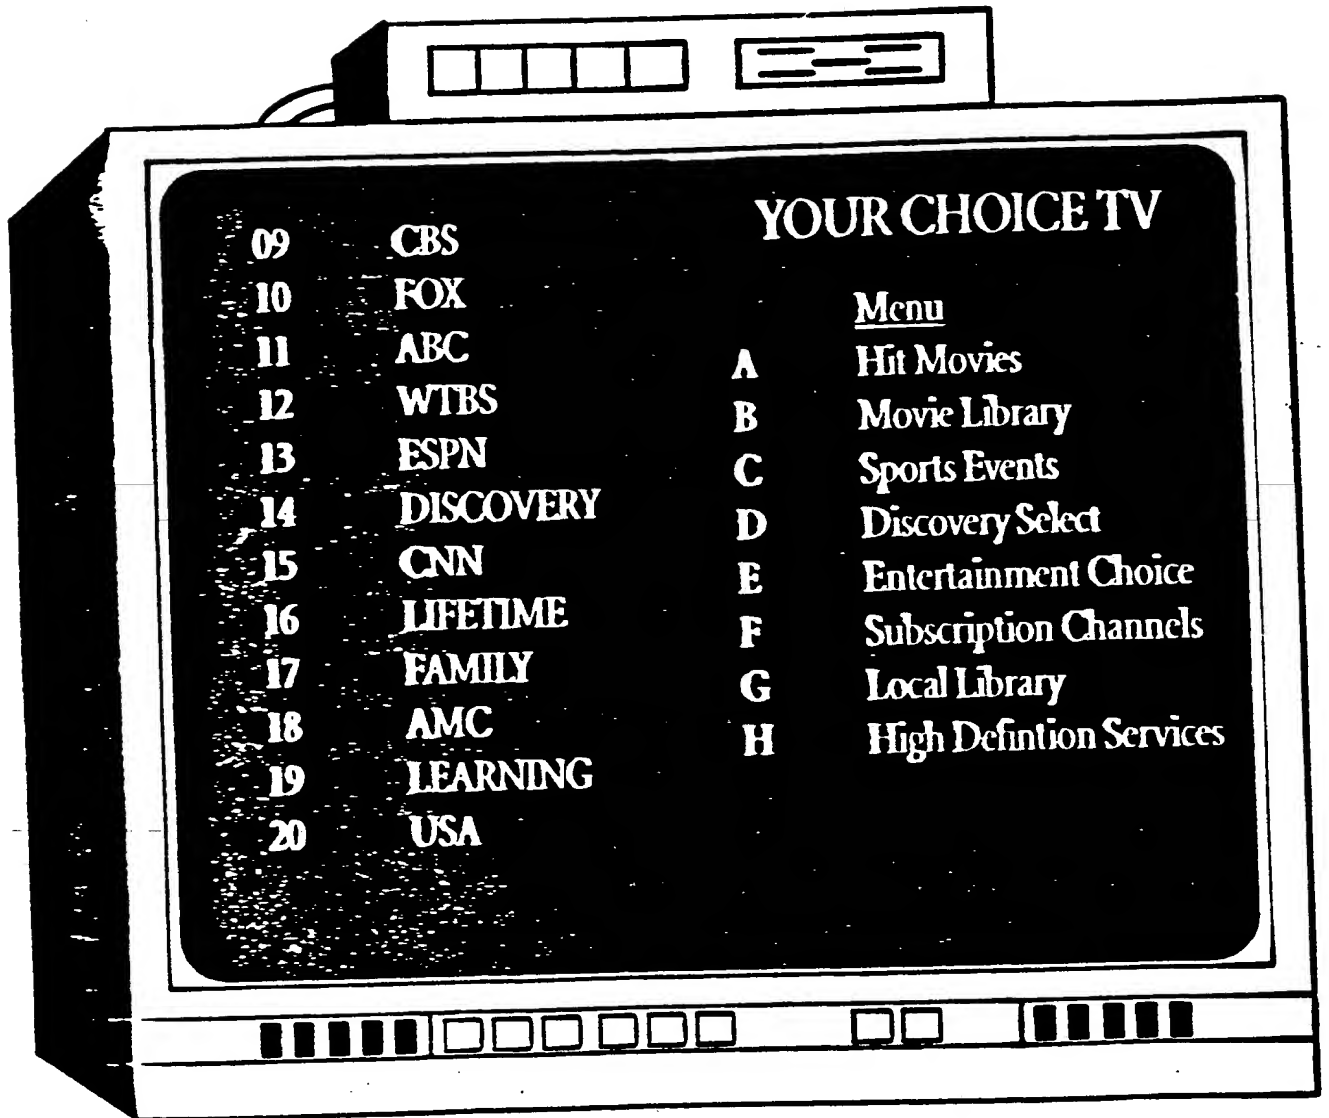 YOUR CHOICE TV
09 CBS
10 FOX
11 ABC
12 WTBS
13 ESPN
14 DISCOVERY
15 CNN
16 LIFETIME
17 FAMILY
18 AMC
19 LEARNING
20 USA
Menu
A Hit Movies
B Movie Library
C Sports Events
D Discovery Select
E Entertainment Choice
F Subscription Channels
G Local Library
H High Defintion Services